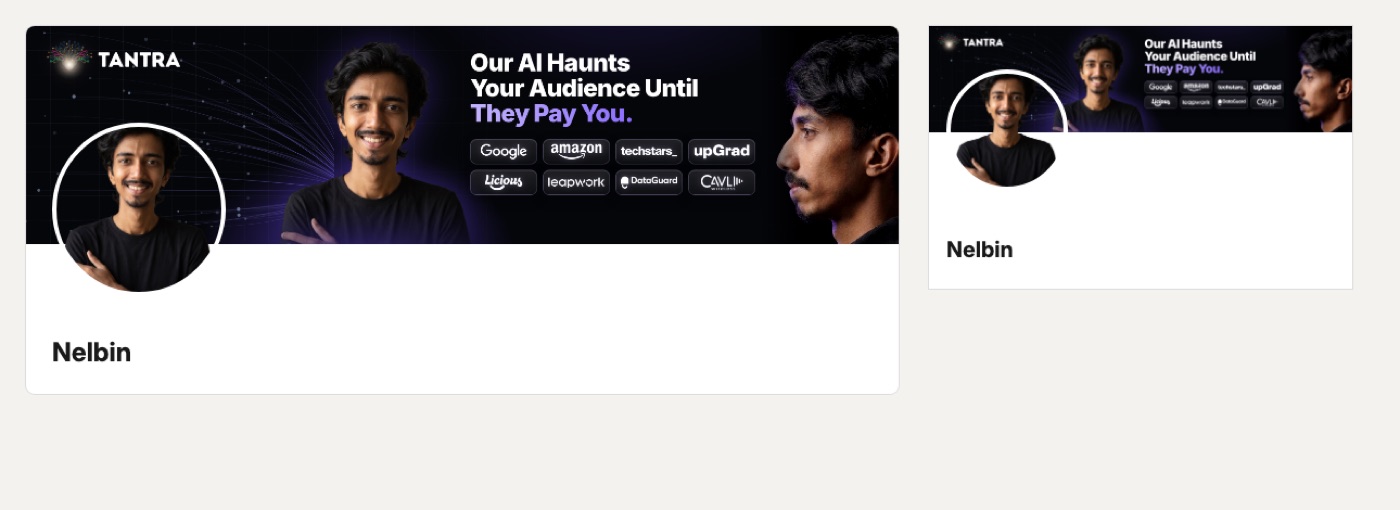 TANTRA
Our AI Haunts
Your Audience Until
They Pay You.
Google amazon techstars_ upGrad
Licious leapwork DataGuard CAVLI
Nelbin
TANTRA
Our AI Haunts
Your Audience Until
They Pay You.
Google amazon techstars_ upGrad
Licious leapwork DataGuard CAVLI
Nelbin